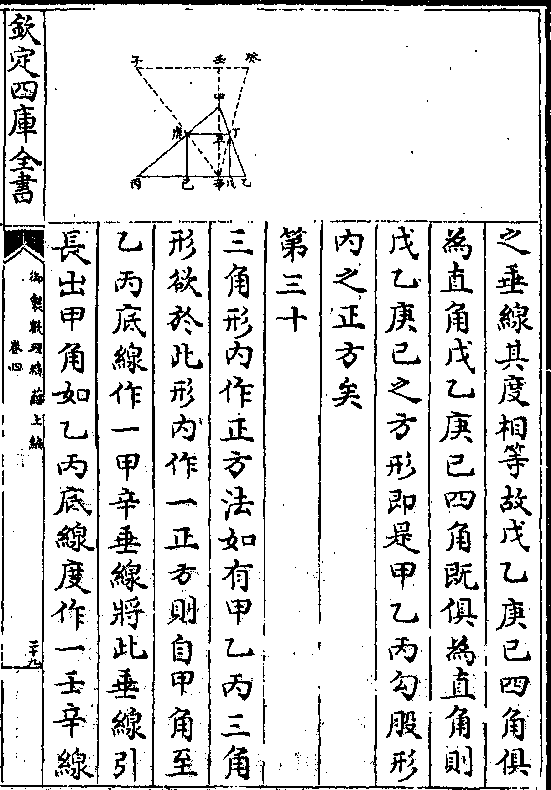 欽定四庫全書
御製數理精蘊上編
卷四
三十九
子
壬
癸
甲
庚
丁
丙
己
辛
戊
乙
之垂線其度相等故戊乙庚已四角俱
為直角戊乙庚已四角既俱為直角則
戊乙庚已之方形即是甲乙丙勾股形
內之正方矣
第三十
三角形内作正方法如有甲乙丙三角
形欲於此形内作一正方則自甲角至
乙丙底線作一甲辛垂線將此垂線引
長出甲角如乙丙底線度作一壬辛線